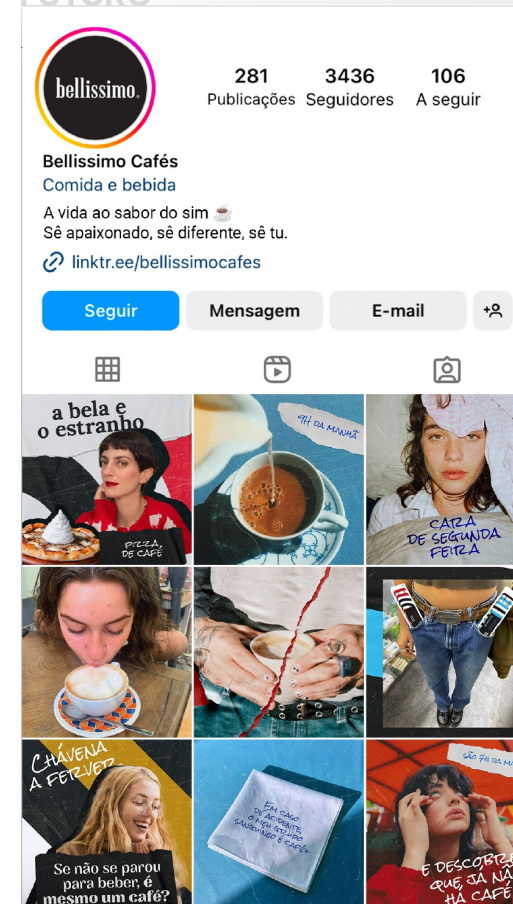 bellissimo.
281
3436
106
Publicações
Seguidores
A seguir
Bellissimo Cafés
Comida e bebida
A vida ao sabor do sim ☕
Sê apaixonado, sê diferente, sê tu.
linktr.ee/bellissimocafes
Seguir
Mensagem
E-mail
a bela e
o estranho
PIZZA,
DE CAFÉ
9H DA MANHÃ
CARA
DE SEGUNDA
FEIRA
CHÁVENA
A FERVER
Se não se parou
para beber, é
mesmo um café?
EM CASO
DE ACIDENTE
O MEU GRUPO
SANGUÍNEO É CAFÉ+
SÃO 7H DA
E DESCOBRE
QUE JÁ NÃ
HÁ CAFÉ